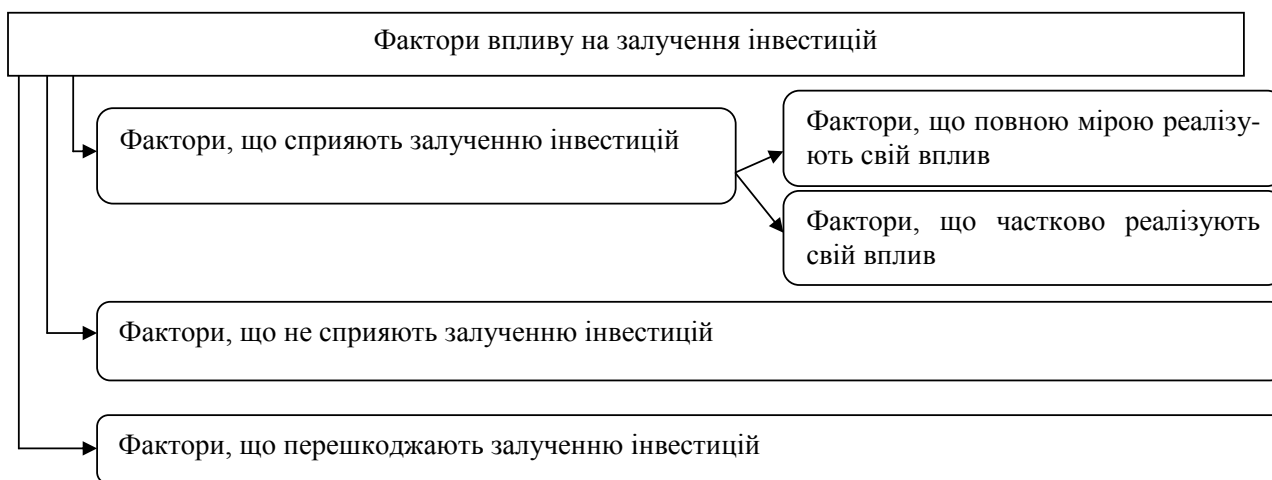 Фактори впливу на залучення інвестицій
Фактори, що сприяють залученню інвестицій
Фактори, що повною мірою реалізу-
ють свій вплив
Фактори, що частково реалізують
свій вплив
Фактори, що не сприяють залученню інвестицій
Фактори, що перешкоджають залученню інвестицій